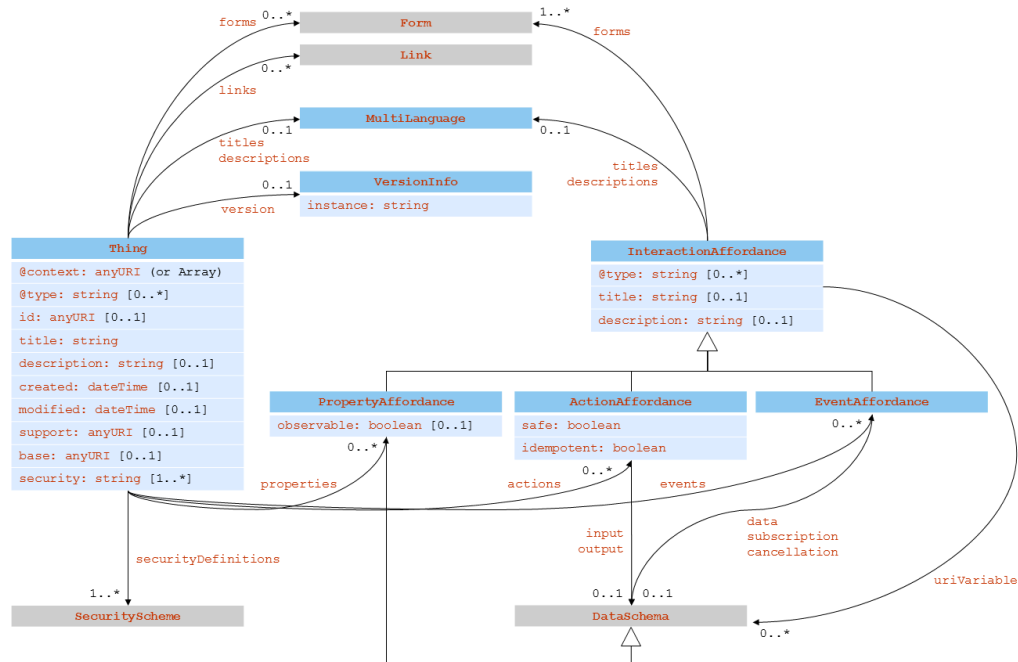 forms 0..*
Form
1..*
forms
Link
0..*
links
MultiLanguage
0..1
0..1
titles
descriptions
titles
descriptions
VersionInfo
0..1
instance: string
version
Thing
@context: anyURI (or Array)
@type: string [0..*]
id: anyURI [0..1]
title: string
description: string [0..1]
created: dateTime [0..1]
modified: dateTime [0..1]
support: anyURI [0..1]
base: anyURI [0..1]
security: string [1..*]
InteractionAffordance
@type: string [0..*]
title: string [0..1]
description: string [0..1]
PropertyAffordance
observable: boolean [0..1]
0..*
ActionAffordance
safe: boolean
idempotent: boolean
0..*
EventAffordance
0..*
properties
actions
events
securityDefinitions
input
output
data
subscription
cancellation
uriVariable
1..*
SecurityScheme
0..1
0..1
DataSchema
0..*